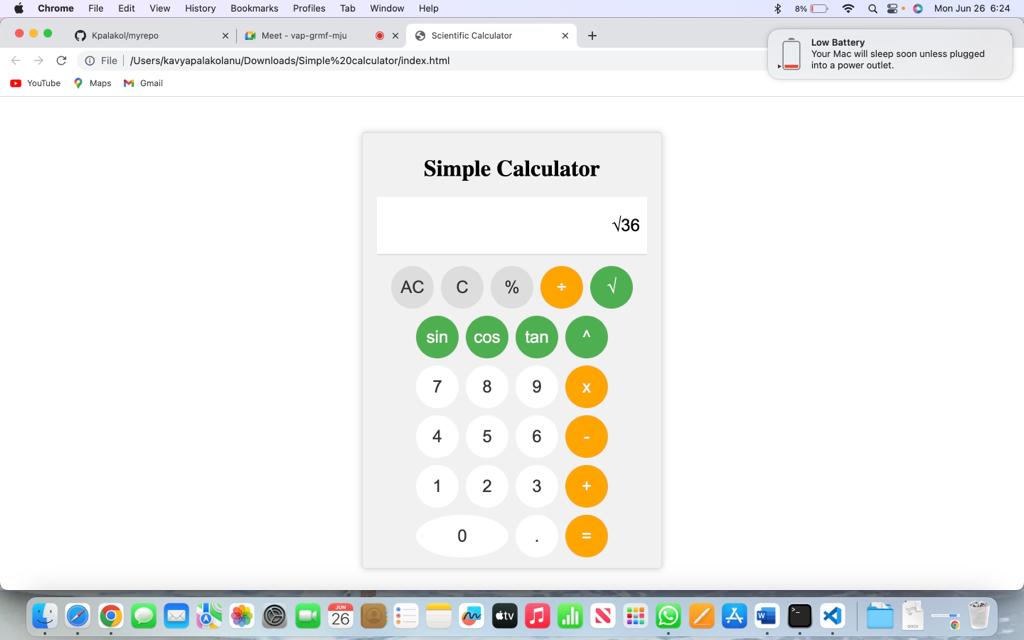 Chrome File Edit View History Bookmarks Profiles Tab Window Help 8% Mon Jun 26 6:24
Kpalakol/myrepo Meet - vap-grmf-mju Scientific Calculator
File /Users/kavyapalakolanu/Downloads/Simple%20calculator/index.html
YouTube Maps Gmail
Low Battery
Your Mac will sleep soon unless plugged
into a power outlet.
Simple Calculator
√36
AC C % ÷ √
sin cos tan ^
7 8 9 x
4 5 6 -
1 2 3 +
0 . =
JUN
26
tv